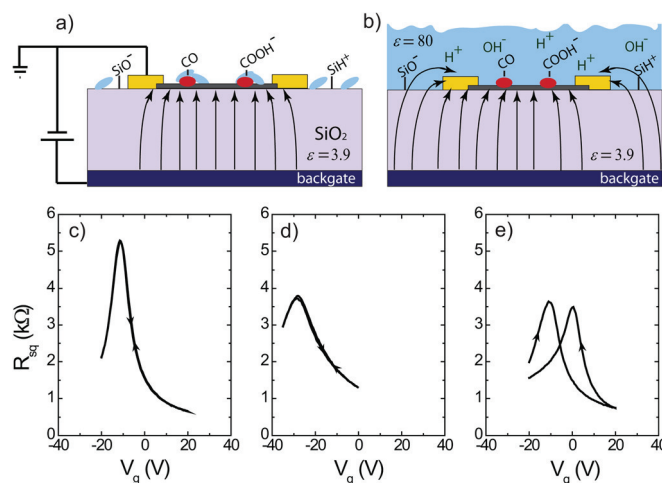 a)
CO
COOH⁻
SiO⁻
SiH⁺
SiO₂
ε = 3.9
backgate
b)
ε = 80
H⁺
OH⁻
H⁺
COOH⁻
OH⁻
SiO⁻
H⁺
CO
H⁺
SiH⁺
ε = 3.9
backgate
c)
d)
e)
6
5
4
3
2
1
0
R_sq (kΩ)
-40 -20 0 20 40
V_g (V)
6
5
4
3
2
1
0
-40 -20 0 20 40
V_g (V)
6
5
4
3
2
1
0
-40 -20 0 20 40
V_g (V)